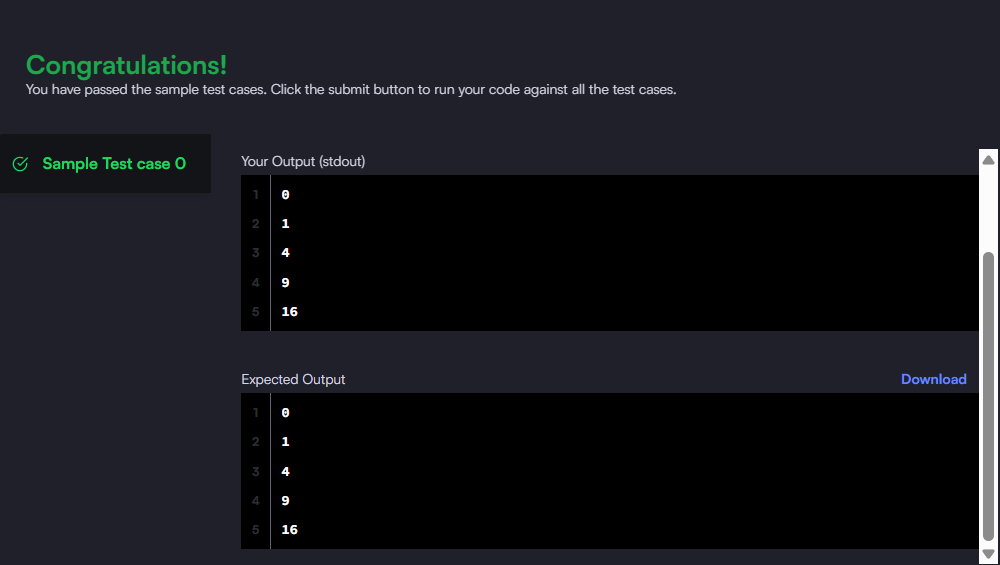 Congratulations!
You have passed the sample test cases. Click the submit button to run your code against all the test cases.
Sample Test case 0
Your Output (stdout)
1 0
2 1
3 4
4 9
5 16
Expected Output Download
1 0
2 1
3 4
4 9
5 16